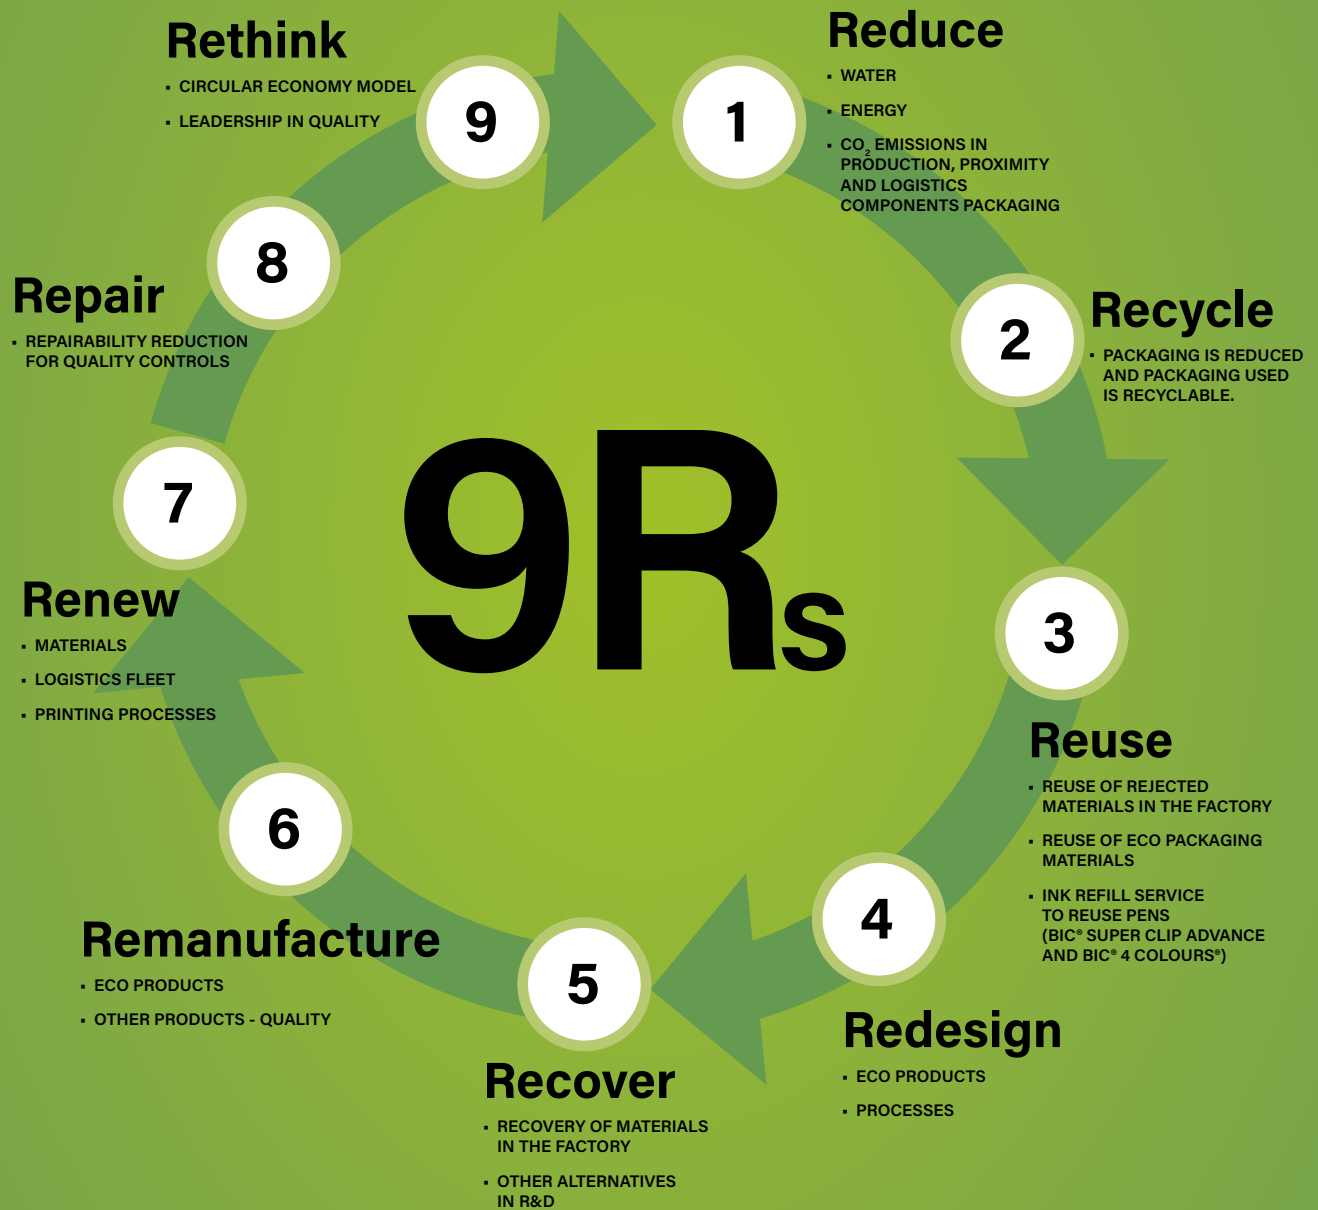 9Rs
1
Reduce
▪ WATER
▪ ENERGY
▪ CO₂ EMISSIONS IN
PRODUCTION, PROXIMITY
AND LOGISTICS
COMPONENTS PACKAGING
2
Recycle
▪ PACKAGING IS REDUCED
AND PACKAGING USED
IS RECYCLABLE.
3
Reuse
▪ REUSE OF REJECTED
MATERIALS IN THE FACTORY
▪ REUSE OF ECO PACKAGING
MATERIALS
▪ INK REFILL SERVICE
TO REUSE PENS
(BIC® SUPER CLIP ADVANCE
AND BIC® 4 COLOURS®)
4
Redesign
▪ ECO PRODUCTS
▪ PROCESSES
5
Recover
▪ RECOVERY OF MATERIALS
IN THE FACTORY
▪ OTHER ALTERNATIVES
IN R&D
6
Remanufacture
▪ ECO PRODUCTS
▪ OTHER PRODUCTS - QUALITY
7
Renew
▪ MATERIALS
▪ LOGISTICS FLEET
▪ PRINTING PROCESSES
8
Repair
▪ REPAIRABILITY REDUCTION
FOR QUALITY CONTROLS
9
Rethink
▪ CIRCULAR ECONOMY MODEL
▪ LEADERSHIP IN QUALITY